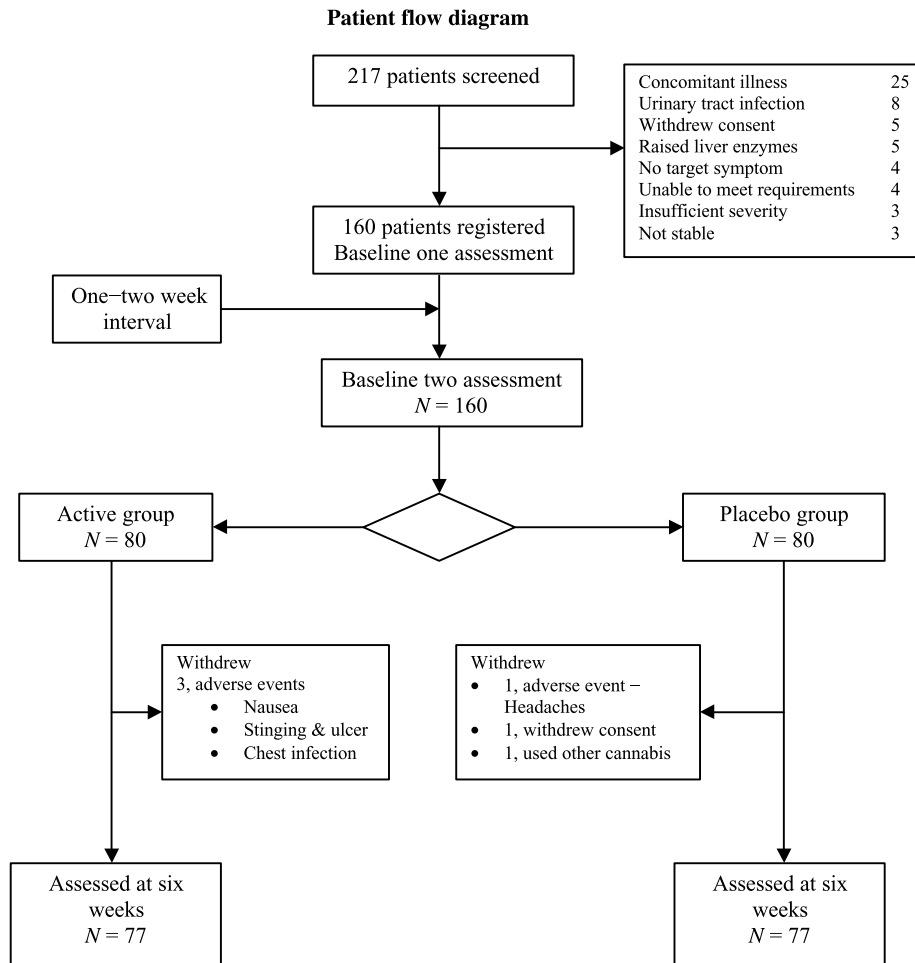 Patient flow diagram
217 patients screened
Concomitant illness 25
Urinary tract infection 8
Withdrew consent 5
Raised liver enzymes 5
No target symptom 4
Unable to meet requirements 4
Insufficient severity 3
Not stable 3
160 patients registered
Baseline one assessment
One−two week
interval
Baseline two assessment
N = 160
Active group
N = 80
Placebo group
N = 80
Withdrew
3, adverse events
• Nausea
• Stinging & ulcer
• Chest infection
Withdrew
• 1, adverse event −
Headaches
• 1, withdrew consent
• 1, used other cannabis
Assessed at six
weeks
N = 77
Assessed at six
weeks
N = 77